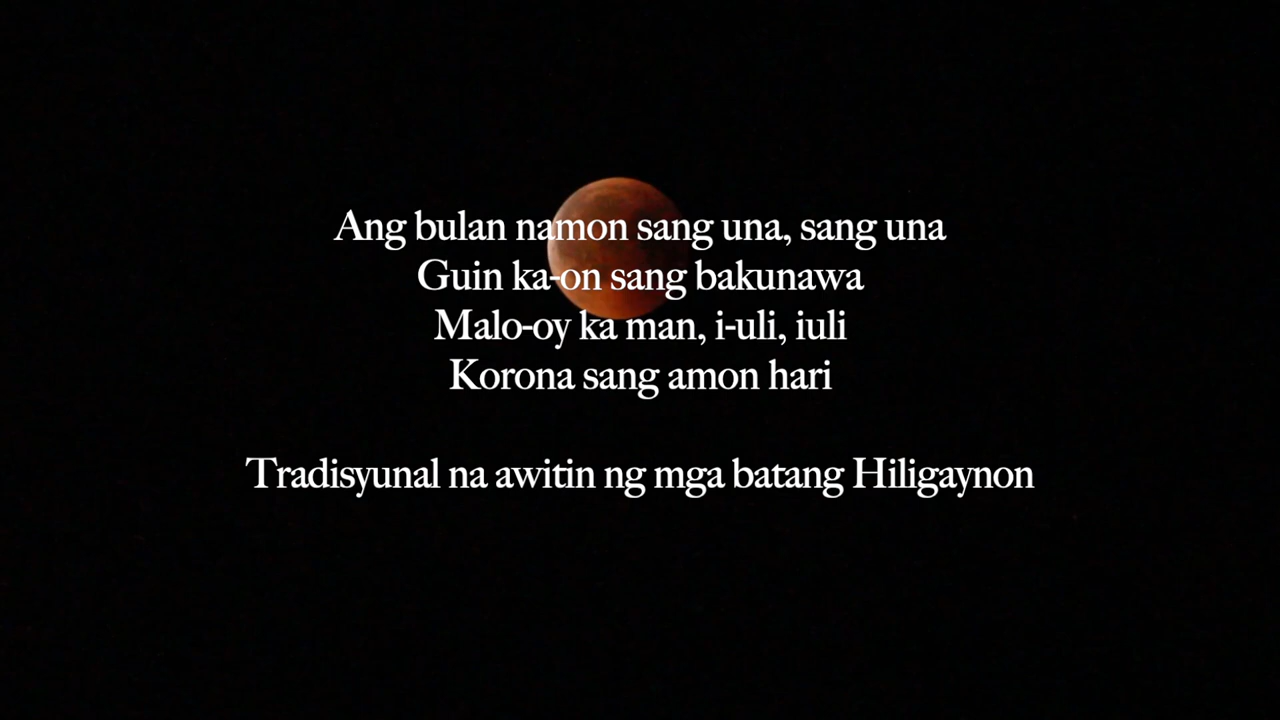 Ang bulan namon sang una, sang una
Guin ka-on sang bakunawa
Malo-oy ka man, i-uli, iuli
Korona sang amon hari
Tradisyunal na awitin ng mga batang Hiligaynon